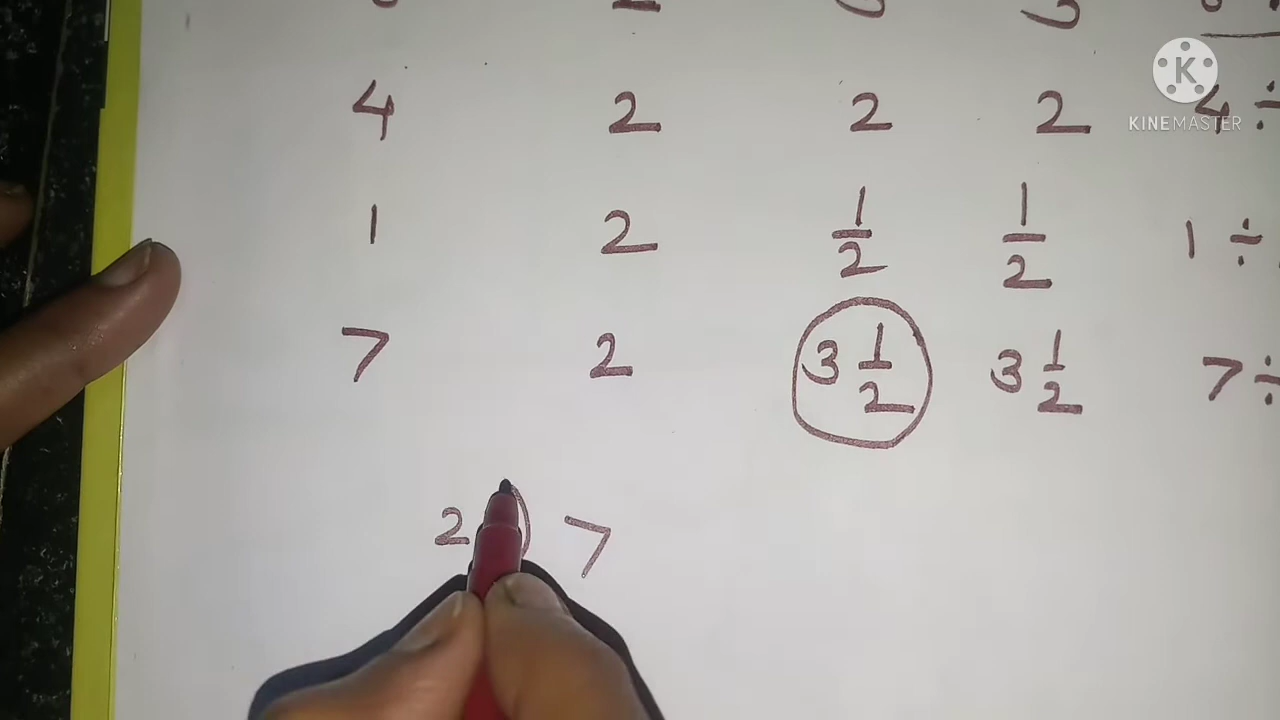 4 2 2 2 4 ÷
K
KINEMASTER
1 2 1/2 1/2 1 ÷
7 2 3 1/2 3 1/2 7 ÷
2 ) 7